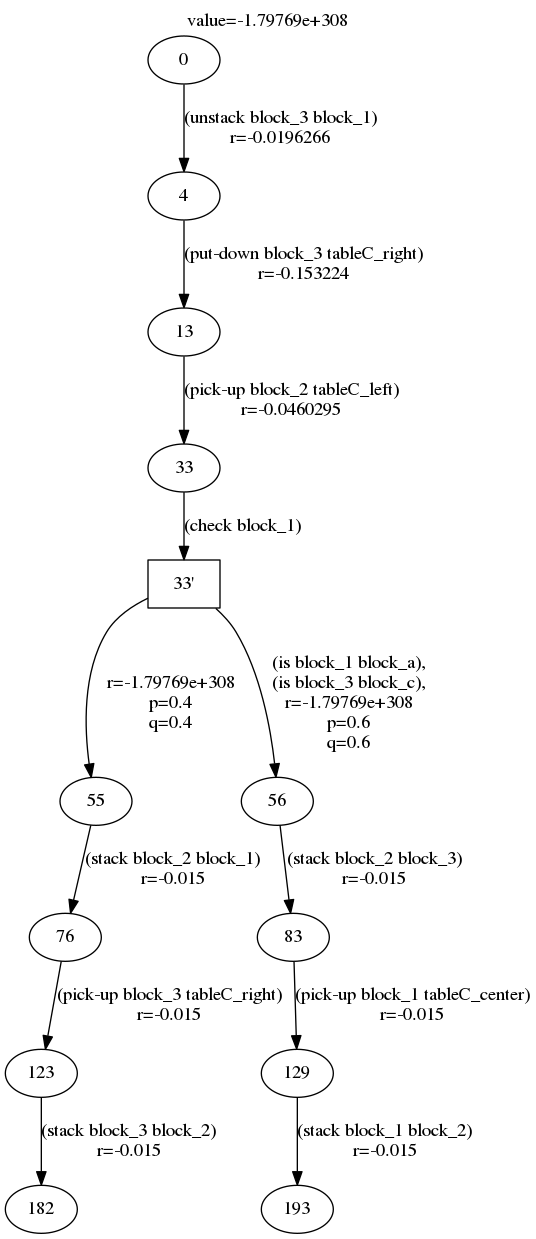 value=-1.79769e+308
0
(unstack block_3 block_1)
r=-0.0196266
4
(put-down block_3 tableC_right)
r=-0.153224
13
(pick-up block_2 tableC_left)
r=-0.0460295
33
(check block_1)
33'
r=-1.79769e+308
p=0.4
q=0.4
(is block_1 block_a),
(is block_3 block_c),
r=-1.79769e+308
p=0.6
q=0.6
55
56
(stack block_2 block_1)
r=-0.015
(stack block_2 block_3)
r=-0.015
76
83
(pick-up block_3 tableC_right)
r=-0.015
(pick-up block_1 tableC_center)
r=-0.015
123
129
(stack block_3 block_2)
r=-0.015
(stack block_1 block_2)
r=-0.015
182
193